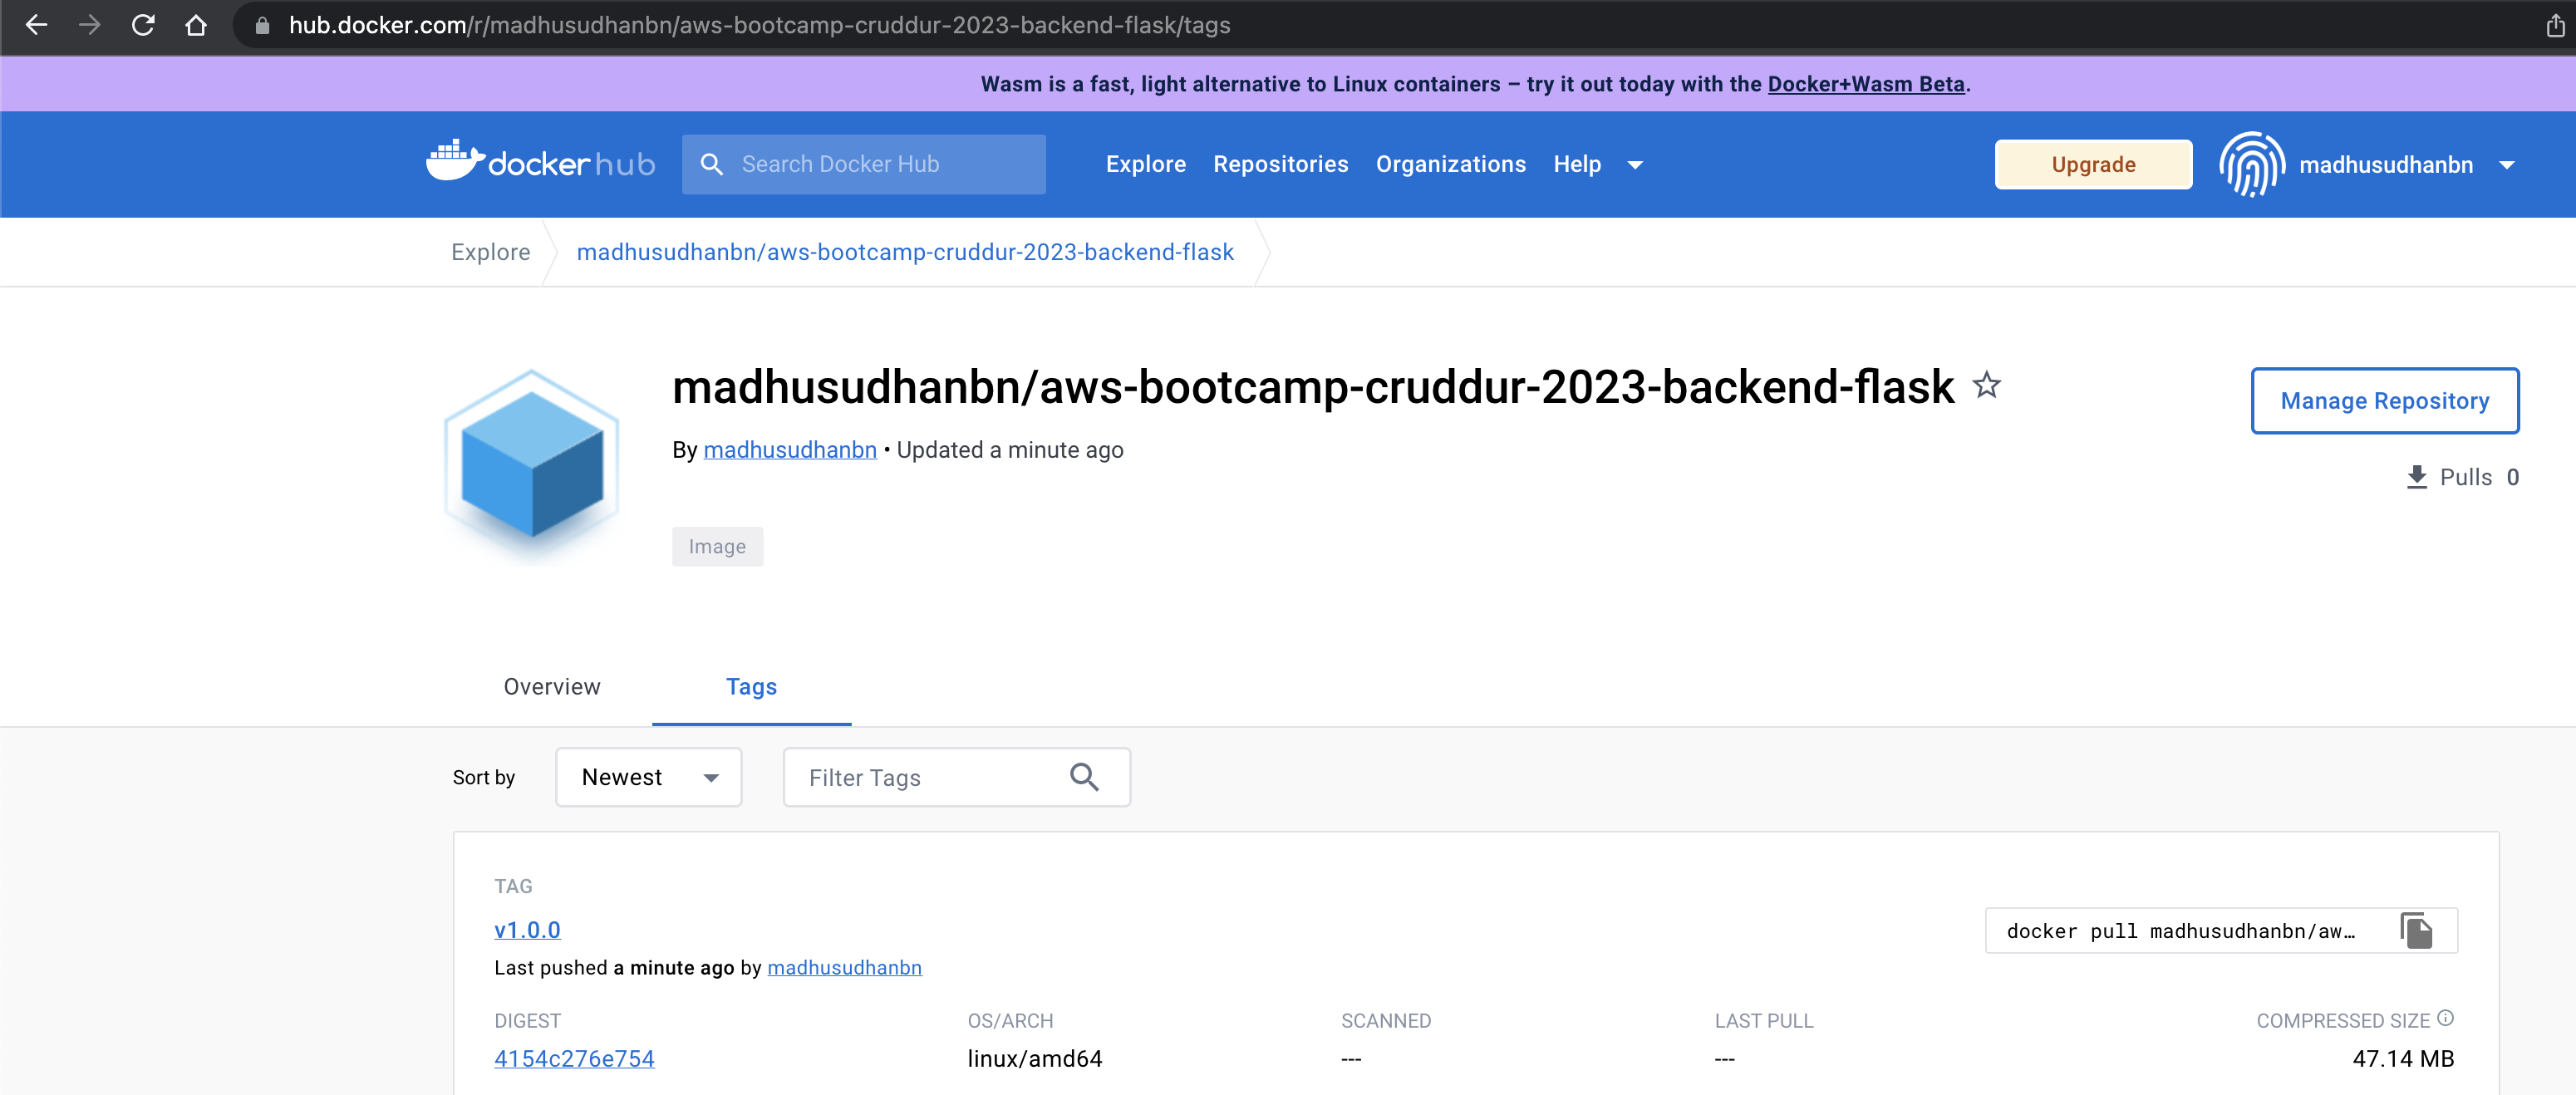 hub.docker.com/r/madhusudhanbn/aws-bootcamp-cruddur-2023-backend-flask/tags
Wasm is a fast, light alternative to Linux containers – try it out today with the Docker+Wasm Beta.
dockerhub Search Docker Hub Explore Repositories Organizations Help Upgrade madhusudhanbn
Explore madhusudhanbn/aws-bootcamp-cruddur-2023-backend-flask
madhusudhanbn/aws-bootcamp-cruddur-2023-backend-flask
Manage Repository
By madhusudhanbn • Updated a minute ago
Pulls 0
Image
Overview Tags
Sort by Newest Filter Tags
TAG
v1.0.0
docker pull madhusudhanbn/aw…
Last pushed a minute ago by madhusudhanbn
DIGEST OS/ARCH SCANNED LAST PULL COMPRESSED SIZE
4154c276e754 linux/amd64 --- --- 47.14 MB